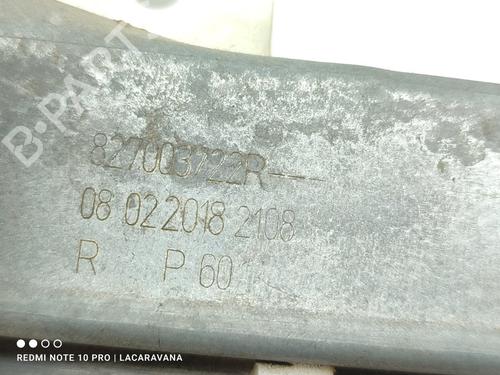 B-PARTS
827003722R---
08 02 2018 2108
R P 60
REDMI NOTE 10 PRO | LACARAVANA